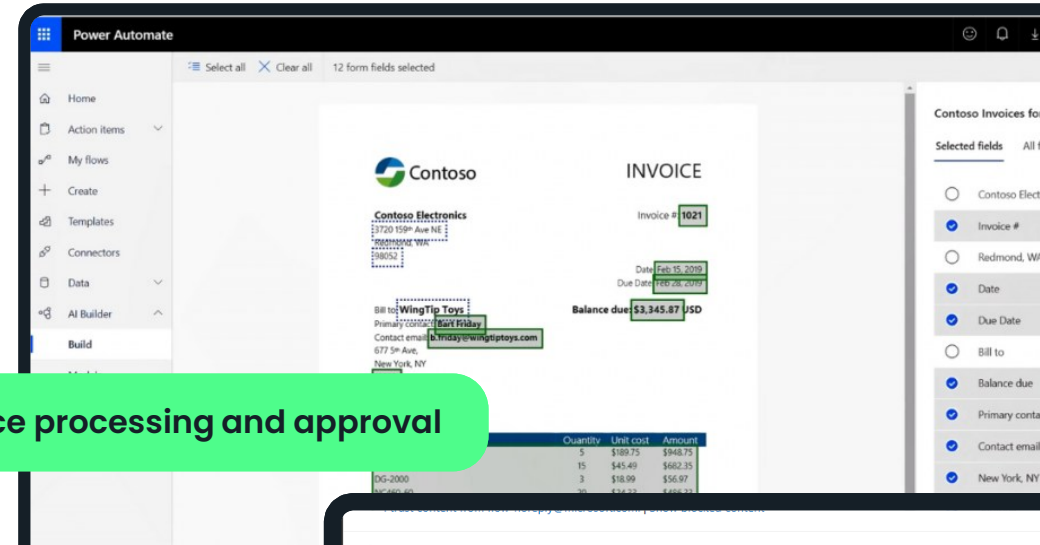 Power Automate
Select all Clear all 12 form fields selected
Home
Action items
My flows
Create
Templates
Connectors
Data
AI Builder
Build
Contoso
INVOICE
Contoso Electronics
3720 159th Ave NE
Redmond, WA
98052
Invoice #: 1021
Date: Feb 15, 2019
Due Date: Feb 28, 2019
Bill to: WingTip Toys
Primary contact: Bart Friday
Contact email: b.friday@wingtiptoys.com
677 5th Ave,
New York, NY
Balance due: $3,345.87 USD
ce processing and approval
Quantity Unit cost Amount
5 $189.75 $948.75
15 $45.49 $682.35
DG-2000 3 $18.99 $56.97
Contoso Invoices fo
Selected fields All f
Contoso Elect
Invoice #
Redmond, WA
Date
Due Date
Bill to
Balance due
Primary conta
Contact email
New York, NY